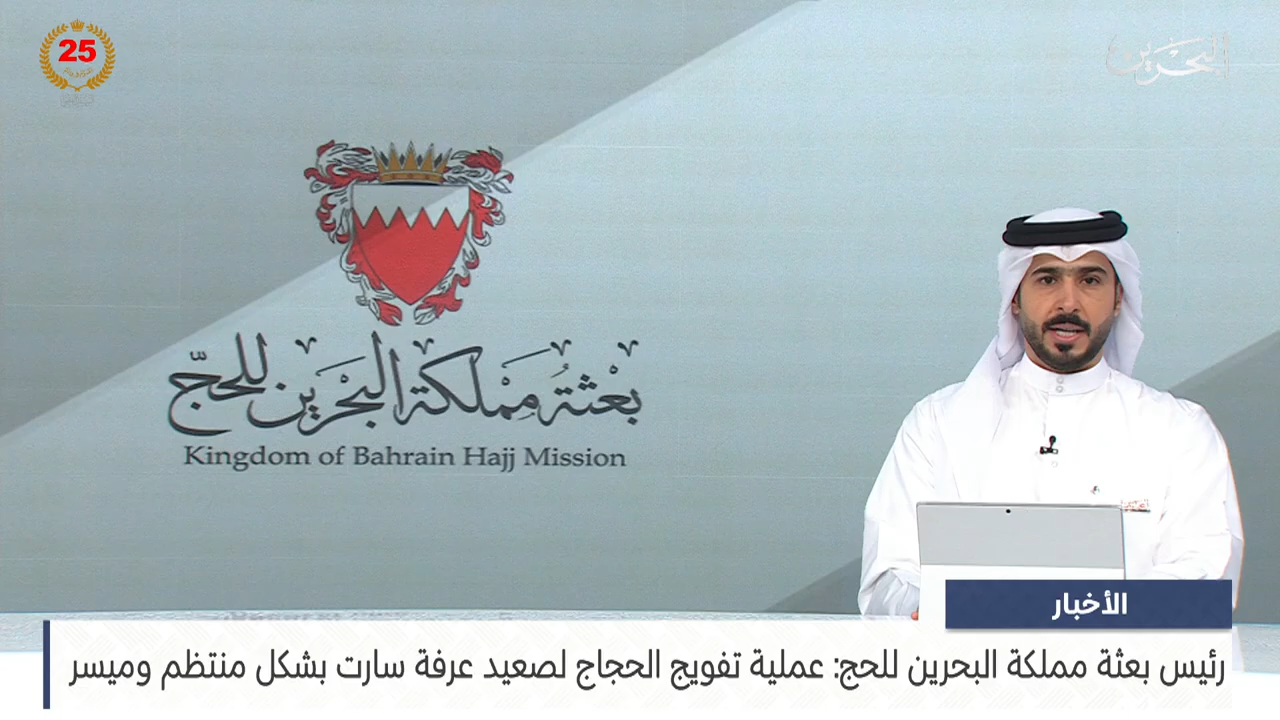 25
البحرين
بعثة مملكة البحرين للحجّ
Kingdom of Bahrain Hajj Mission
الأخبار
رئيس بعثة مملكة البحرين للحج: عملية تفويج الحجاج لصعيد عرفة سارت بشكل منتظم وميسر